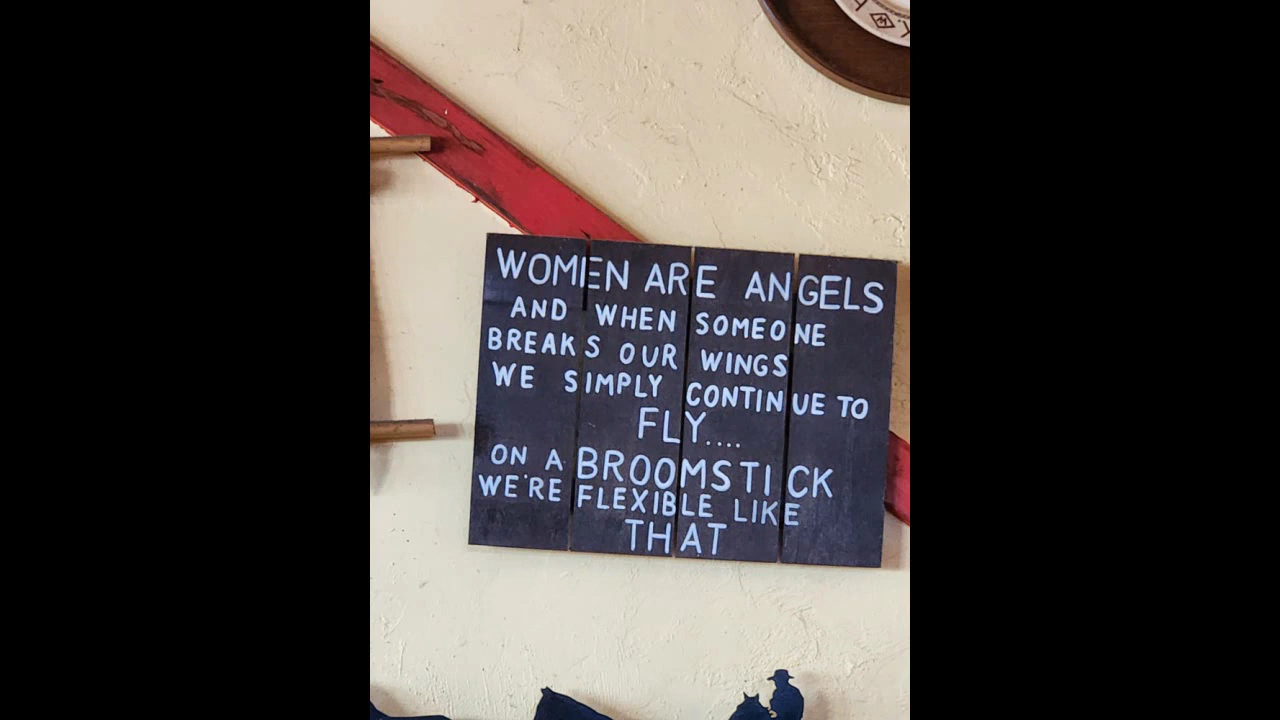 WOMEN ARE ANGELS
AND WHEN SOMEONE
BREAKS OUR WINGS
WE SIMPLY CONTINUE TO
FLY....
ON A BROOMSTICK
WE'RE FLEXIBLE LIKE
THAT